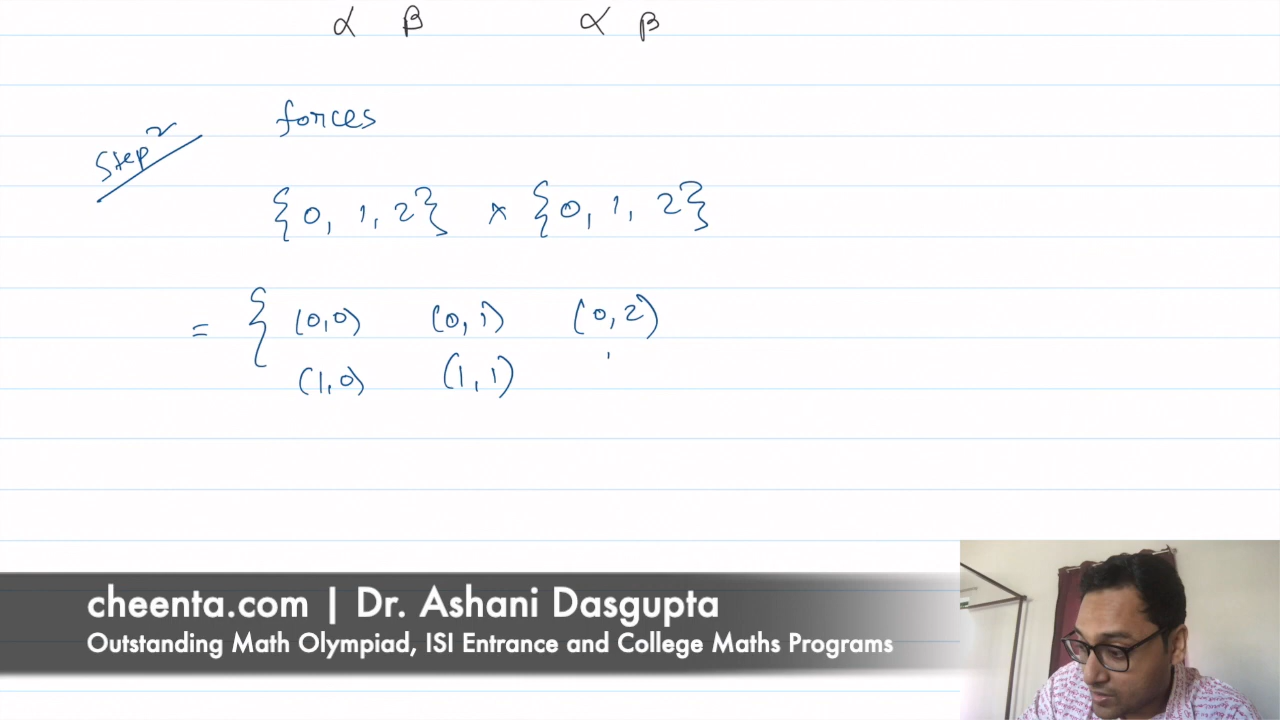 α β α β
forces
Step 2
{0, 1, 2} × {0, 1, 2}
= { (0,0) (0,1) (0,2)
(1,0) (1,1)
cheenta.com | Dr. Ashani Dasgupta
Outstanding Math Olympiad, ISI Entrance and College Maths Programs